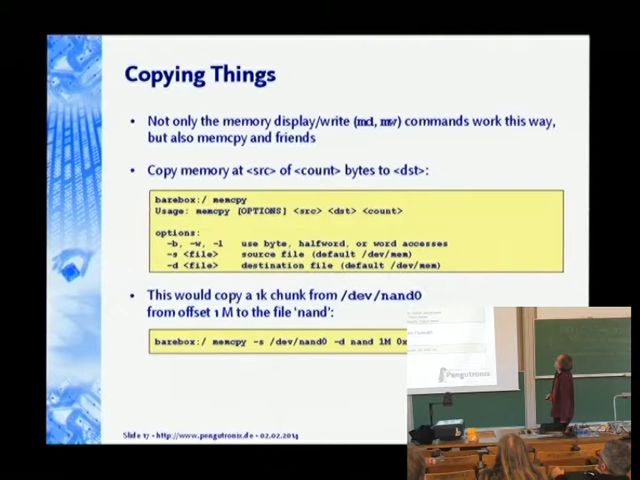 Copying Things
• Not only the memory display/write (md, mw) commands work this way,
but also memcpy and friends
• Copy memory at <src> of <count> bytes to <dst>:
barebox:/ memcpy
Usage: memcpy [OPTIONS] <src> <dst> <count>
options:
-b, -w, -l use byte, halfword, or word accesses
-s <file> source file (default /dev/mem)
-d <file> destination file (default /dev/mem)
• This would copy a 1k chunk from /dev/nand0
from offset 1 M to the file 'nand':
barebox:/ memcpy -s /dev/nand0 -d nand 1M 0x
Slide 17 - http://www.pengutronix.de - 02.02.2014
Pengutronix